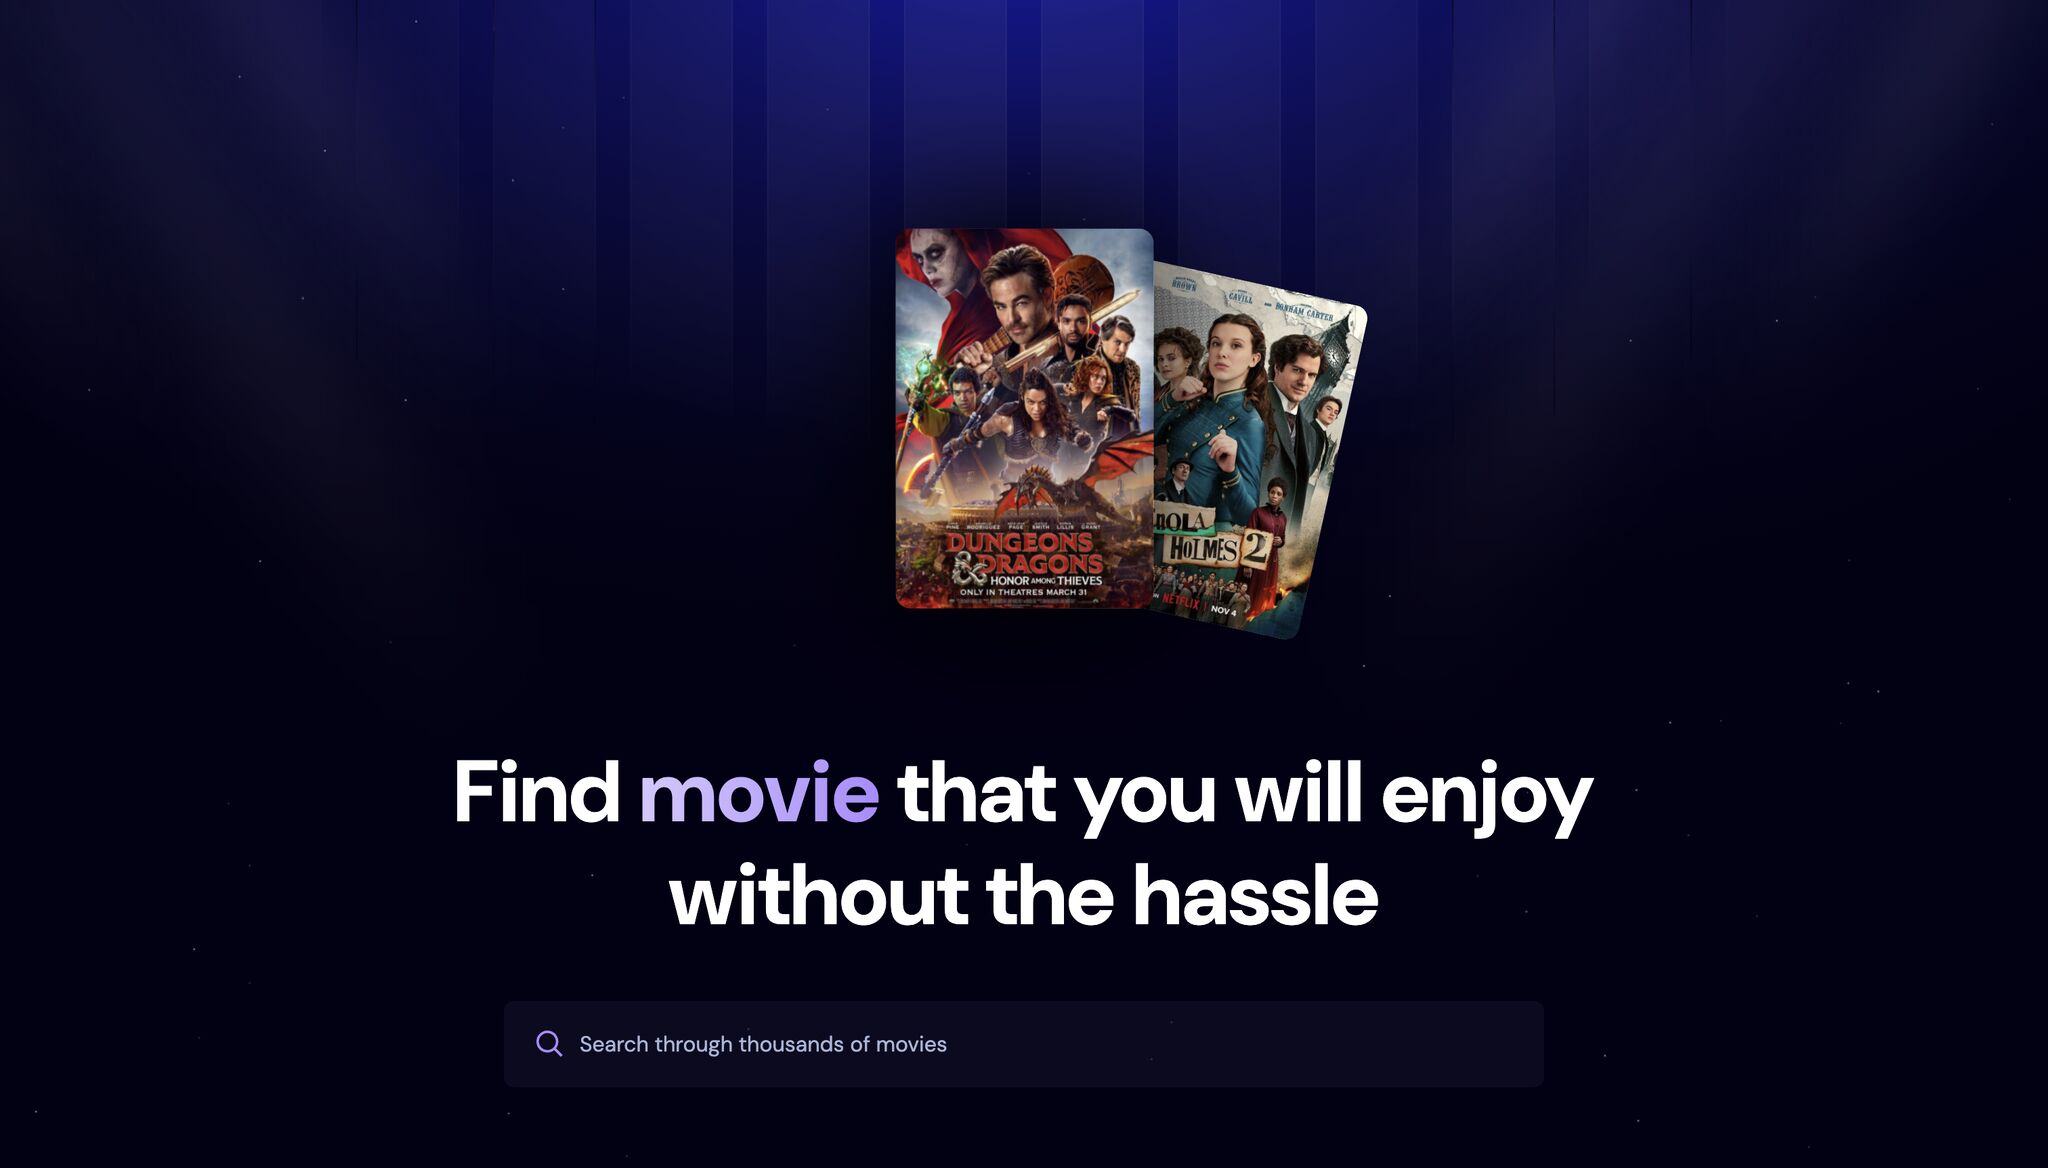 BROWN
CAVILL AND BONHAM CARTER
PINE RODRIGUEZ PAGE SMITH LILLIS GRANT
DUNGEONS
& DRAGONS
HONOR AMONG THIEVES
ONLY IN THEATRES MARCH 31
NOLA
HOLMES 2
NETFLIX | NOV 4
Find movie that you will enjoy
without the hassle
Search through thousands of movies